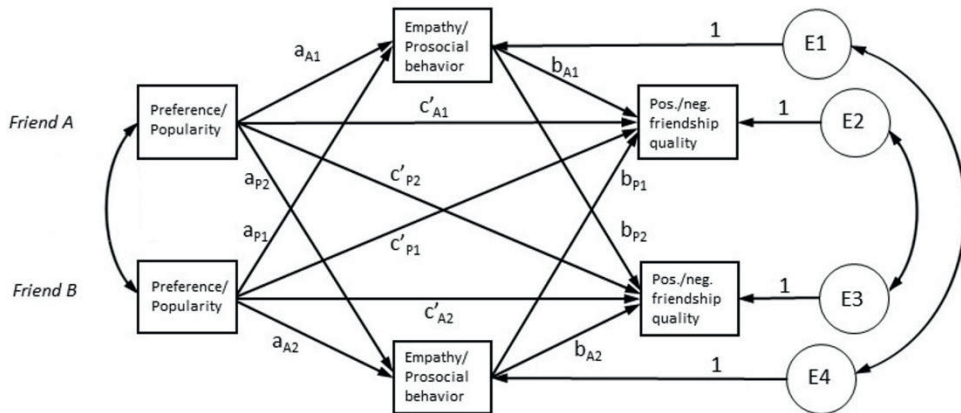 Empathy/
Prosocial
behavior
1
E1
a_A1
b_A1
Friend A
Preference/
Popularity
c'_A1
Pos./neg.
friendship
quality
1
E2
a_P2
c'_P2
b_P1
a_P1
c'_P1
b_P2
Friend B
Preference/
Popularity
Pos./neg.
friendship
quality
1
E3
c'_A2
a_A2
b_A2
Empathy/
Prosocial
behavior
1
E4